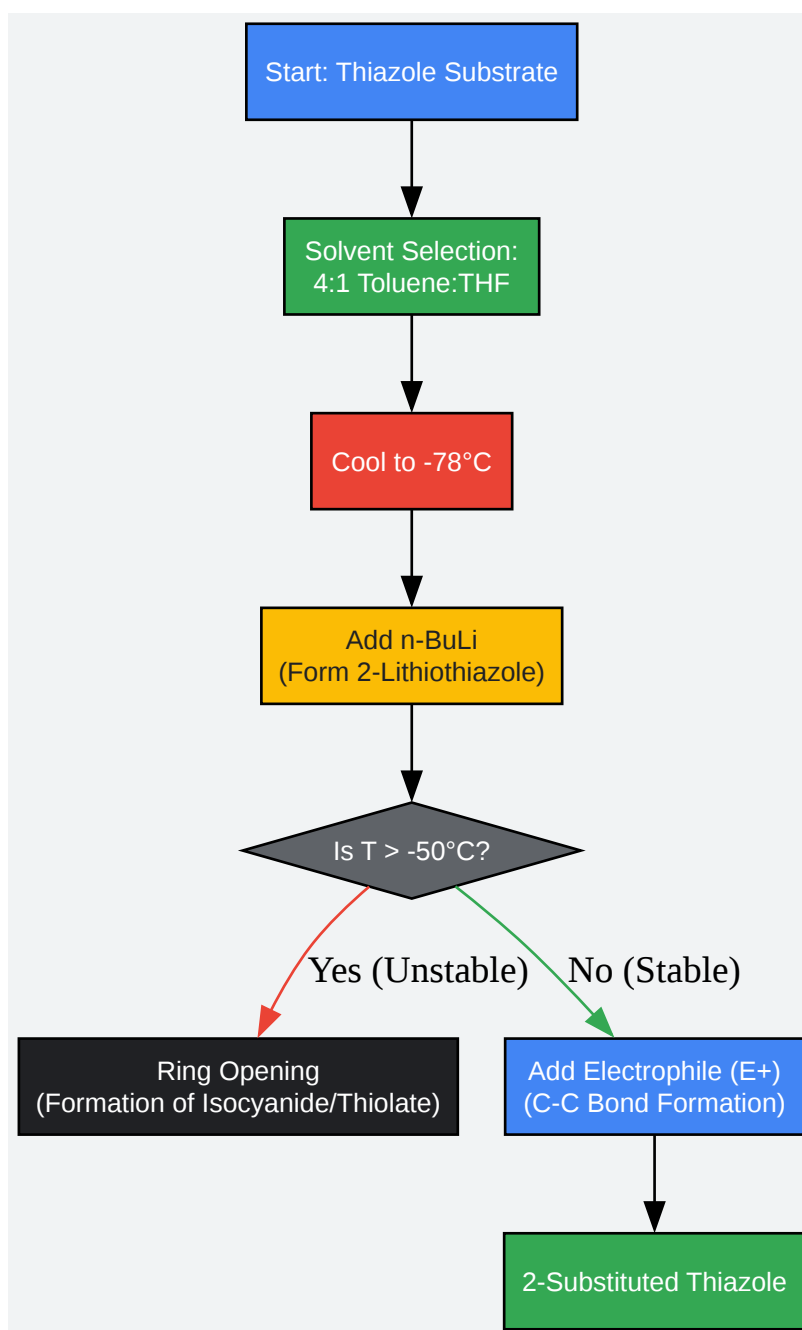 Start: Thiazole Substrate
Solvent Selection:
4:1 Toluene:THF
Cool to -78°C
Add n-BuLi
(Form 2-Lithiothiazole)
Is T > -50°C?
Yes (Unstable)
No (Stable)
Ring Opening
(Formation of Isocyanide/Thiolate)
Add Electrophile (E+)
(C-C Bond Formation)
2-Substituted Thiazole